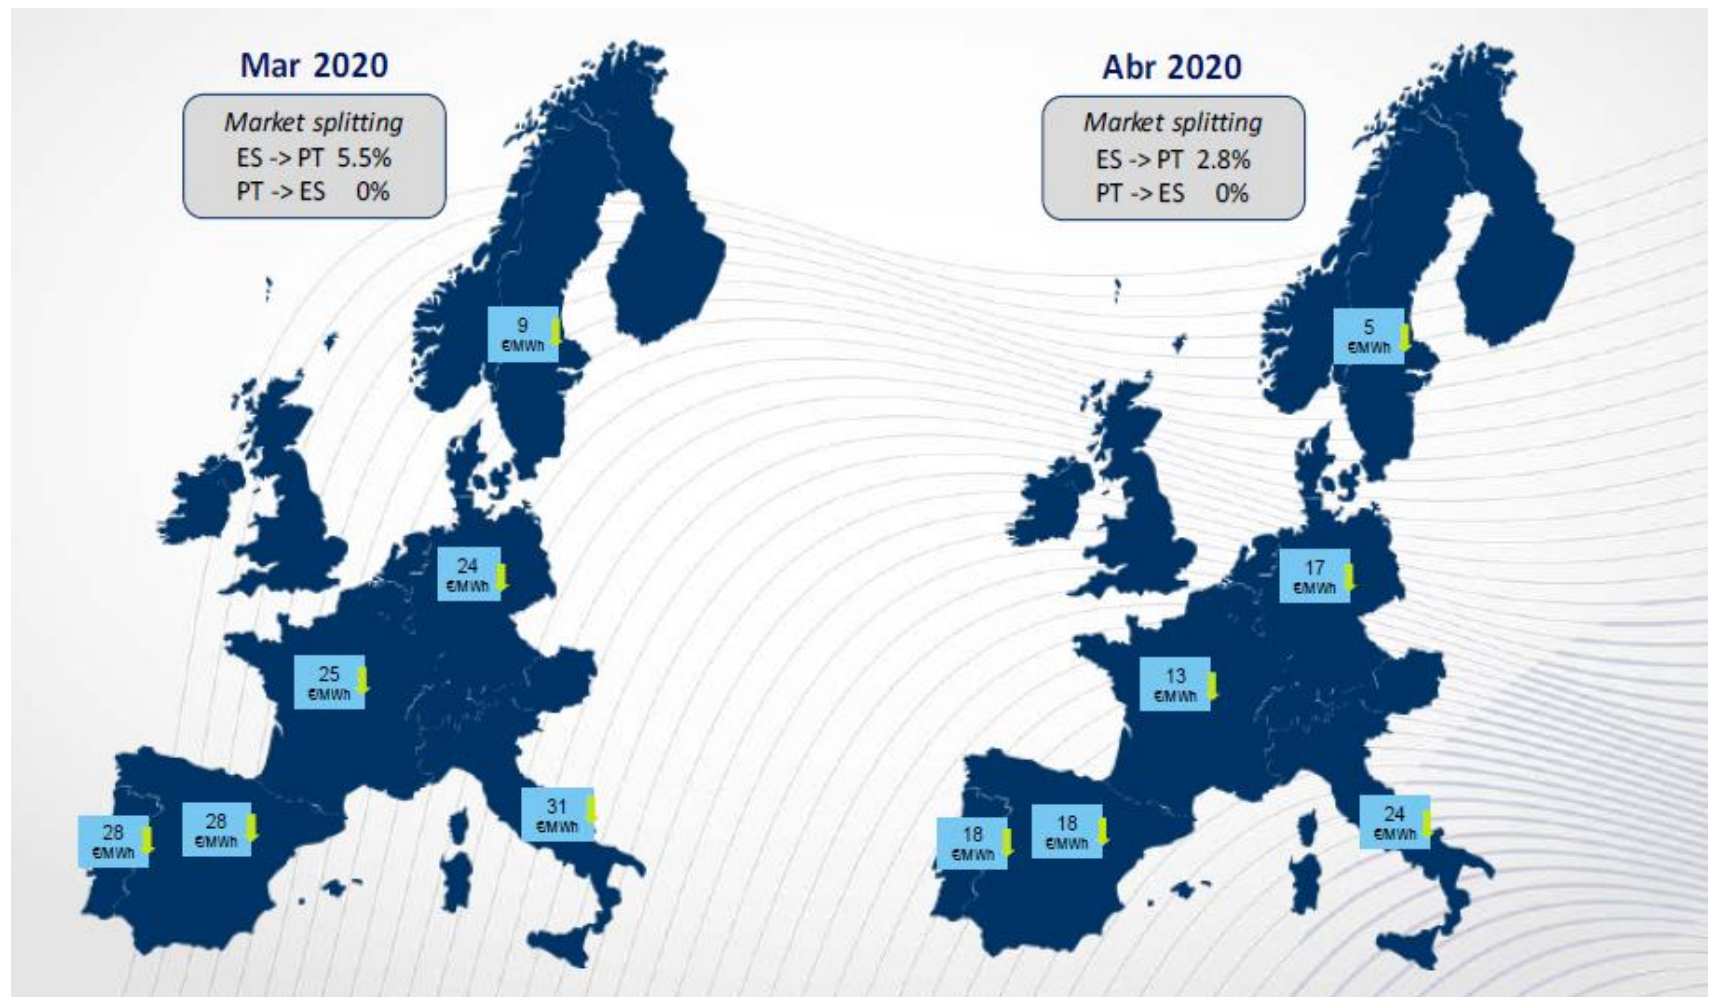 Mar 2020
Market splitting
ES -> PT 5.5%
PT -> ES 0%
9
€/MWh
24
€/MWh
25
€/MWh
31
€/MWh
28
€/MWh
28
€/MWh
Abr 2020
Market splitting
ES -> PT 2.8%
PT -> ES 0%
5
€/MWh
17
€/MWh
13
€/MWh
24
€/MWh
18
€/MWh
18
€/MWh